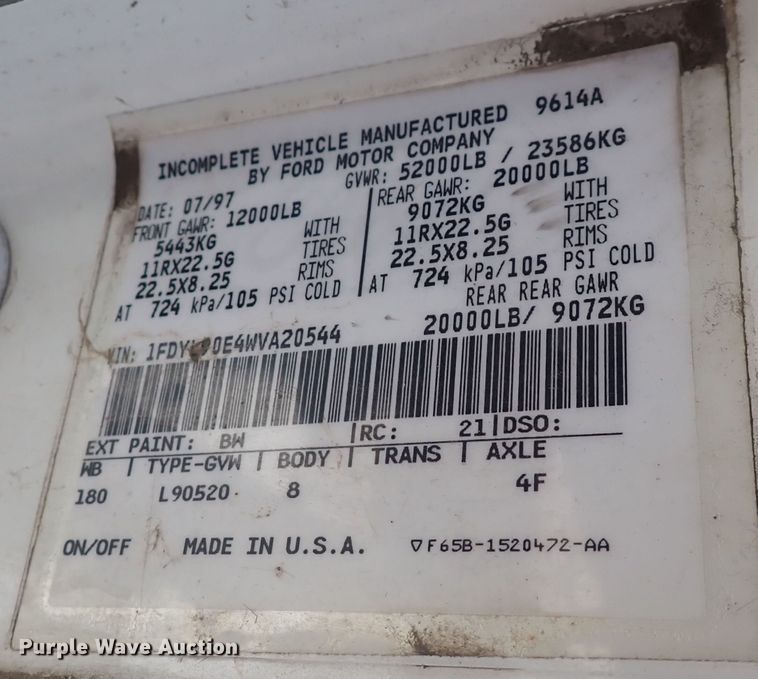 INCOMPLETE VEHICLE MANUFACTURED 9614A
BY FORD MOTOR COMPANY
GVWR: 52000LB / 23586KG
DATE: 07/97
FRONT GAWR: 12000LB
5443KG WITH
11RX22.5G TIRES
22.5X8.25 RIMS
AT 724 kPa/105 PSI COLD
REAR GAWR: 20000LB
9072KG WITH
11RX22.5G TIRES
22.5X8.25 RIMS
AT 724 kPa/105 PSI COLD
REAR REAR GAWR
20000LB/ 9072KG
VIN:
EXT PAINT: BW RC: 21 DSO:
WB TYPE-GVW BODY TRANS AXLE
180 L90520 8 4F
ON/OFF MADE IN U.S.A. F65B-1520472-AA
Purple Wave Auction